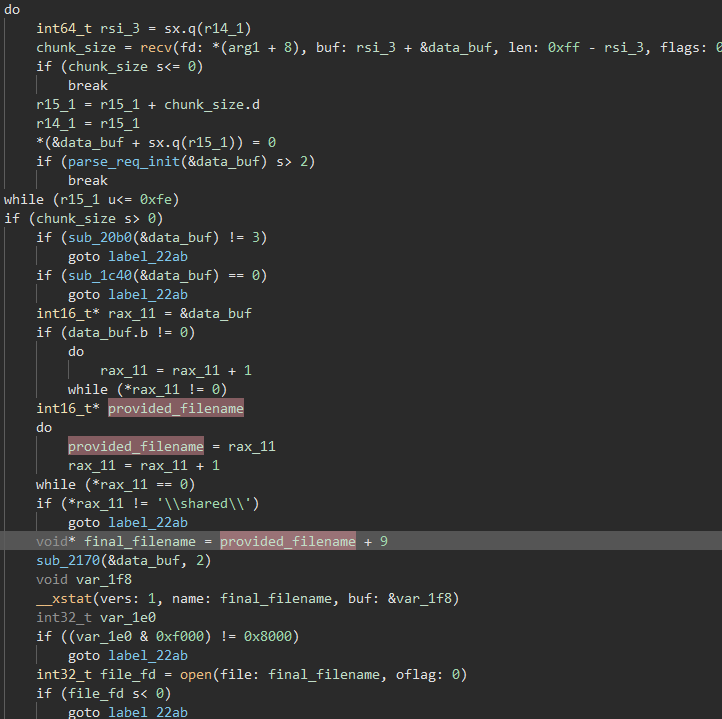 do
int64_t rsi_3 = sx.q(r14_1)
chunk_size = recv(fd: *(arg1 + 8), buf: rsi_3 + &data_buf, len: 0xff - rsi_3, flags: 0
if (chunk_size s<= 0)
break
r15_1 = r15_1 + chunk_size.d
r14_1 = r15_1
*(&data_buf + sx.q(r15_1)) = 0
if (parse_req_init(&data_buf) s> 2)
break
while (r15_1 u<= 0xfe)
if (chunk_size s> 0)
if (sub_20b0(&data_buf) != 3)
goto label_22ab
if (sub_1c40(&data_buf) == 0)
goto label_22ab
int16_t* rax_11 = &data_buf
if (data_buf.b != 0)
do
rax_11 = rax_11 + 1
while (*rax_11 != 0)
int16_t* provided_filename
do
provided_filename = rax_11
rax_11 = rax_11 + 1
while (*rax_11 == 0)
if (*rax_11 != '\\shared\\')
goto label_22ab
void* final_filename = provided_filename + 9
sub_2170(&data_buf, 2)
void var_1f8
__xstat(vers: 1, name: final_filename, buf: &var_1f8)
int32_t var_1e0
if ((var_1e0 & 0xf000) != 0x8000)
goto label_22ab
int32_t file_fd = open(file: final_filename, oflag: 0)
if (file_fd s< 0)
goto label_22ab